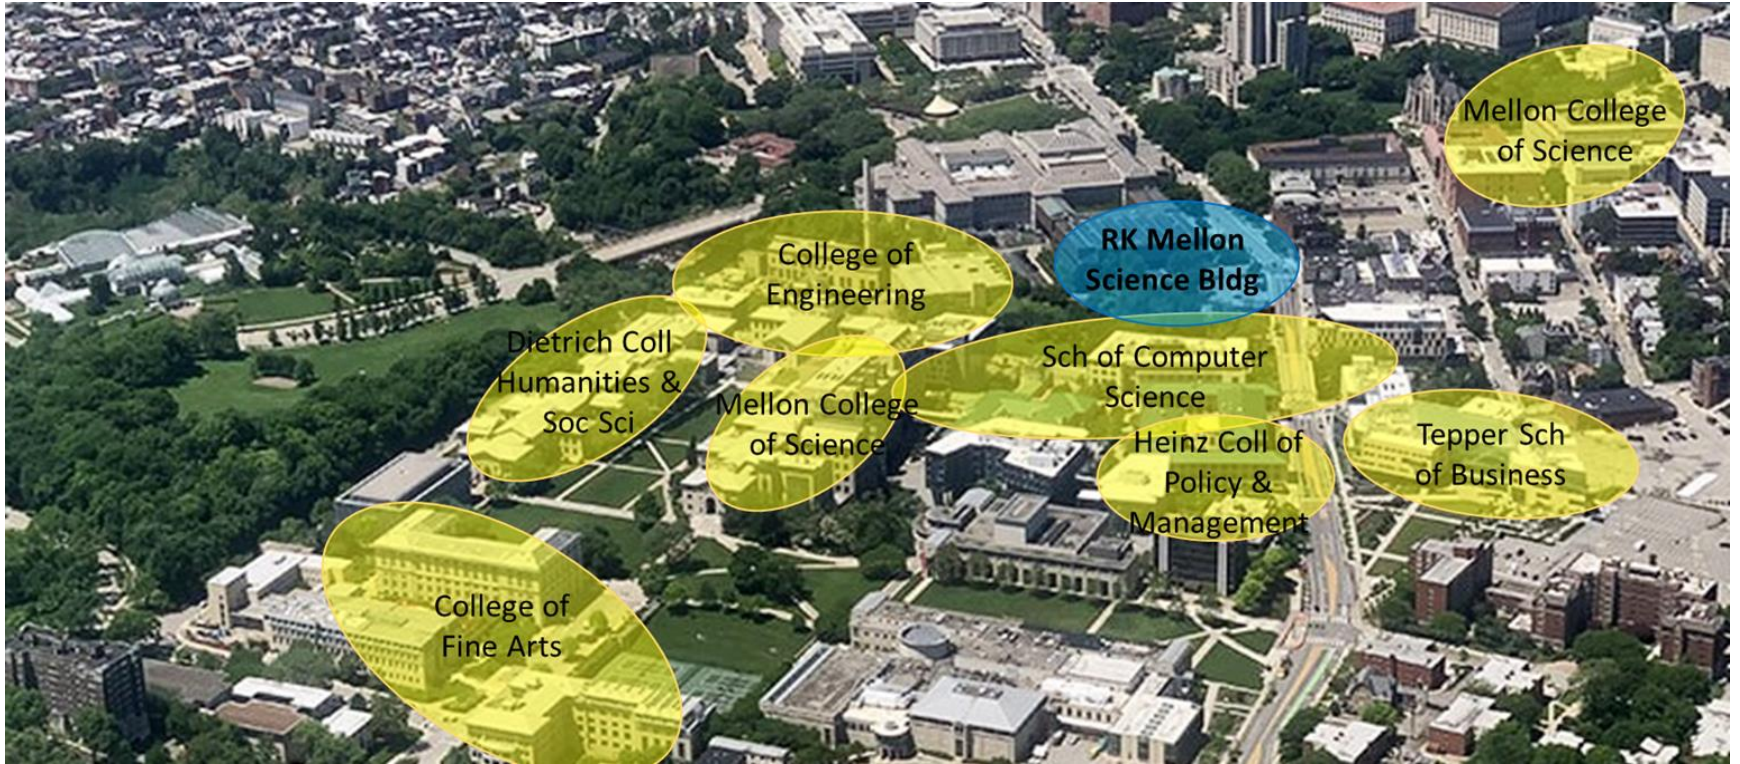 Mellon College
of Science
RK Mellon
Science Bldg
College of
Engineering
Dietrich Coll
Humanities &
Soc Sci
Sch of Computer
Science
Mellon College
of Science
Heinz Coll of
Policy &
Management
Tepper Sch
of Business
College of
Fine Arts